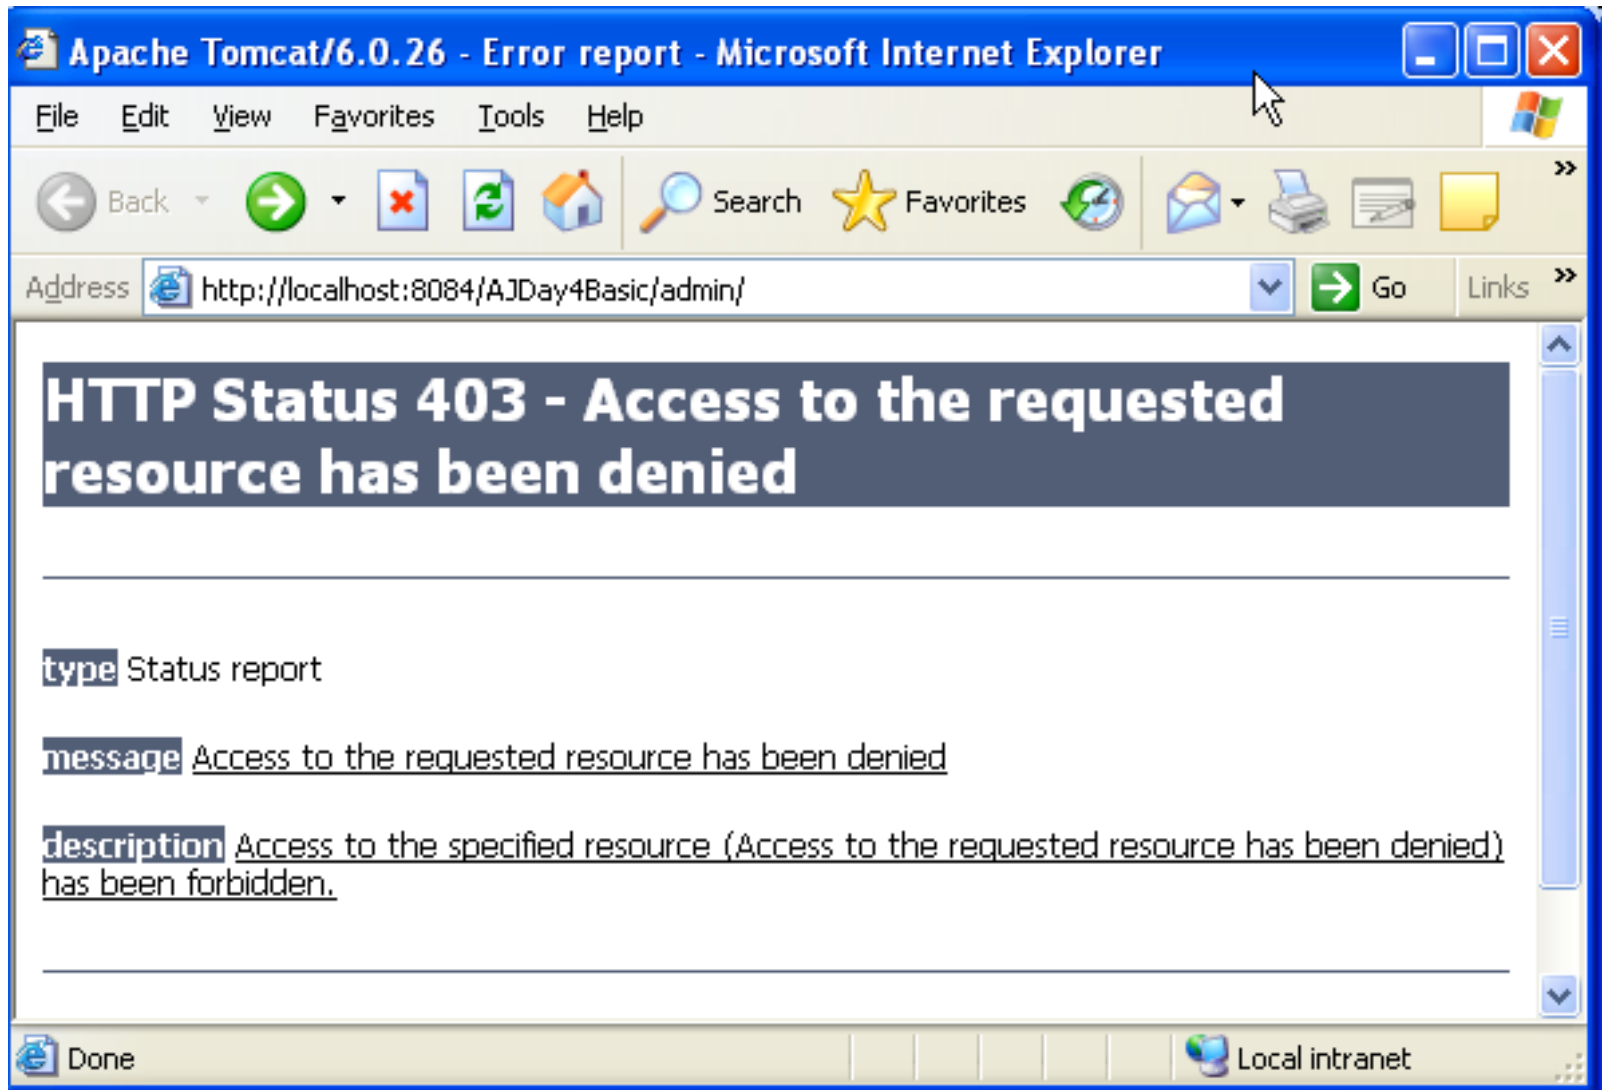 Apache Tomcat/6.0.26 - Error report - Microsoft Internet Explorer
File Edit View Favorites Tools Help
Back Search Favorites »
Address http://localhost:8084/AJDay4Basic/admin/ Go Links »
HTTP Status 403 - Access to the requested
resource has been denied
type Status report
message Access to the requested resource has been denied
description Access to the specified resource (Access to the requested resource has been denied)
has been forbidden.
Done Local intranet